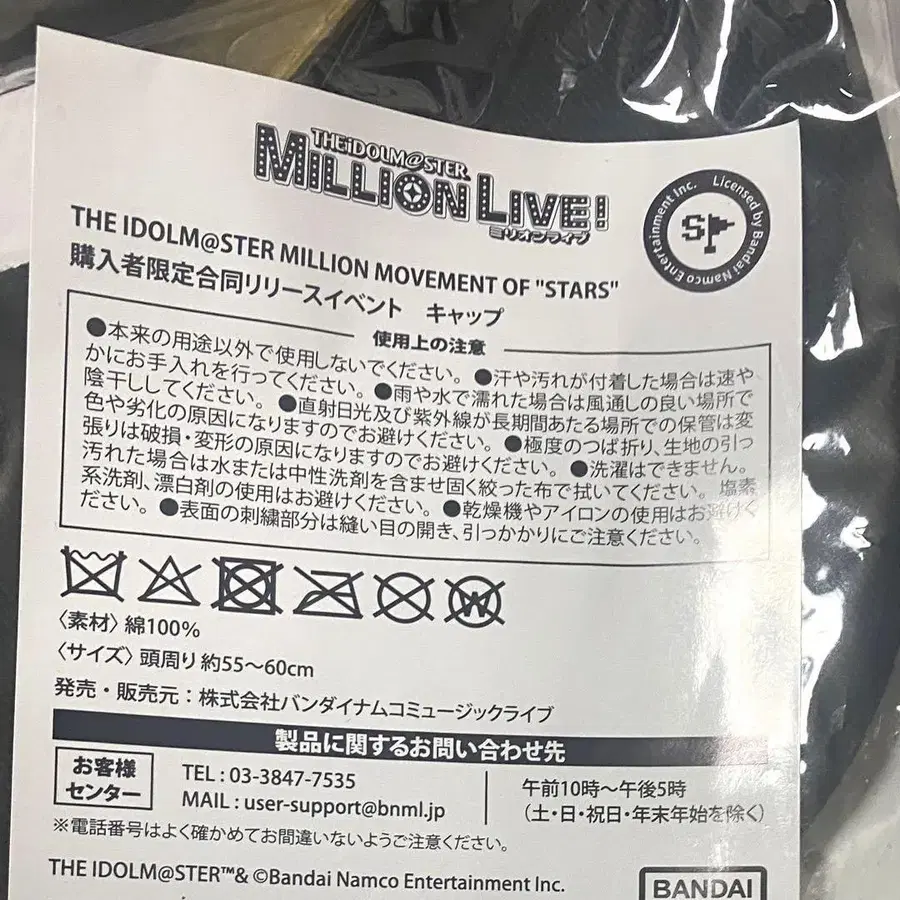 THE IDOLM@STER
MILLION LIVE!
ミリオンライブ
Licensed by Bandai Namco Entertainment Inc.
THE IDOLM@STER MILLION MOVEMENT OF "STARS"
購入者限定合同リリースイベント キャップ
使用上の注意
●本来の用途以外で使用しないでください。●汗や汚れが付着した場合は速や
かにお手入れを行ってください。●雨や水で濡れた場合は風通しの良い場所で
陰干ししてください。●直射日光及び紫外線が長期間あたる場所での保管は変
色や劣化の原因になりますのでお避けください。●極度のつば折り、生地の引っ
張りは破損・変形の原因になりますのでお避けください。●洗濯はできません。
汚れた場合は水または中性洗剤を含ませ固く絞った布で拭いてください。塩素
系洗剤、漂白剤の使用はお避けください。●乾燥機やアイロンの使用はお避けく
ださい。●表面の刺繍部分は縫い目の開き、引っかかりにご注意ください。
W
〈素材〉綿100%
〈サイズ〉頭周り 約55〜60cm
発売・販売元：株式会社バンダイナムコミュージックライブ
製品に関するお問い合わせ先
お客様
センター
TEL : 03-3847-7535
MAIL : user-support@bnml.jp
午前10時〜午後5時
（土・日・祝日・年末年始を除く）
※電話番号はよく確かめてお間違いないようご注意ください。
THE IDOLM@STER™& ©Bandai Namco Entertainment Inc.
BANDAI